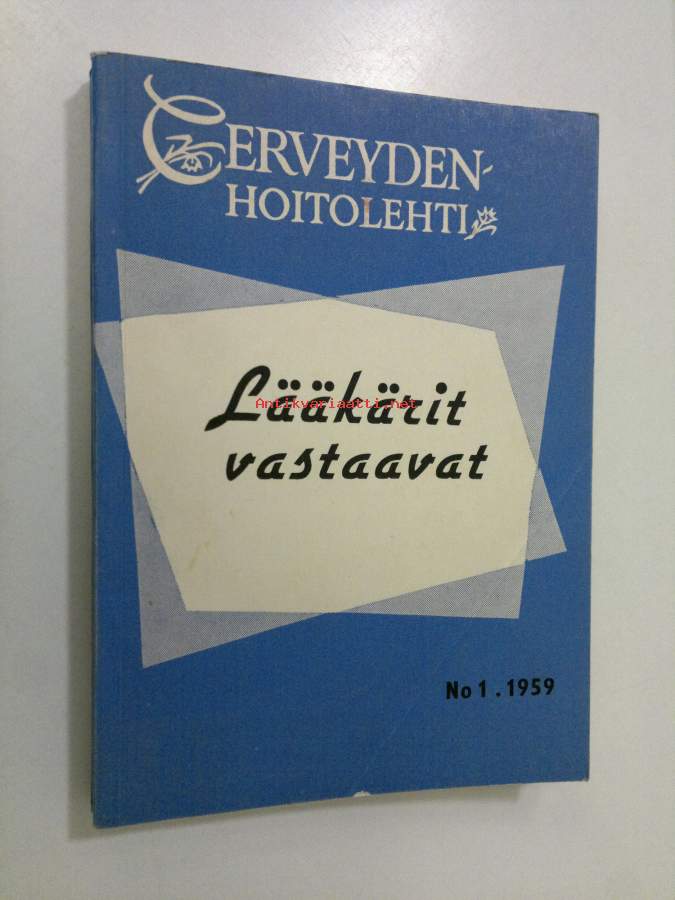 TERVEYDEN-
HOITOLEHTI
Lääkärit
Antikvariaatti.net
vastaavat
No 1 . 1959